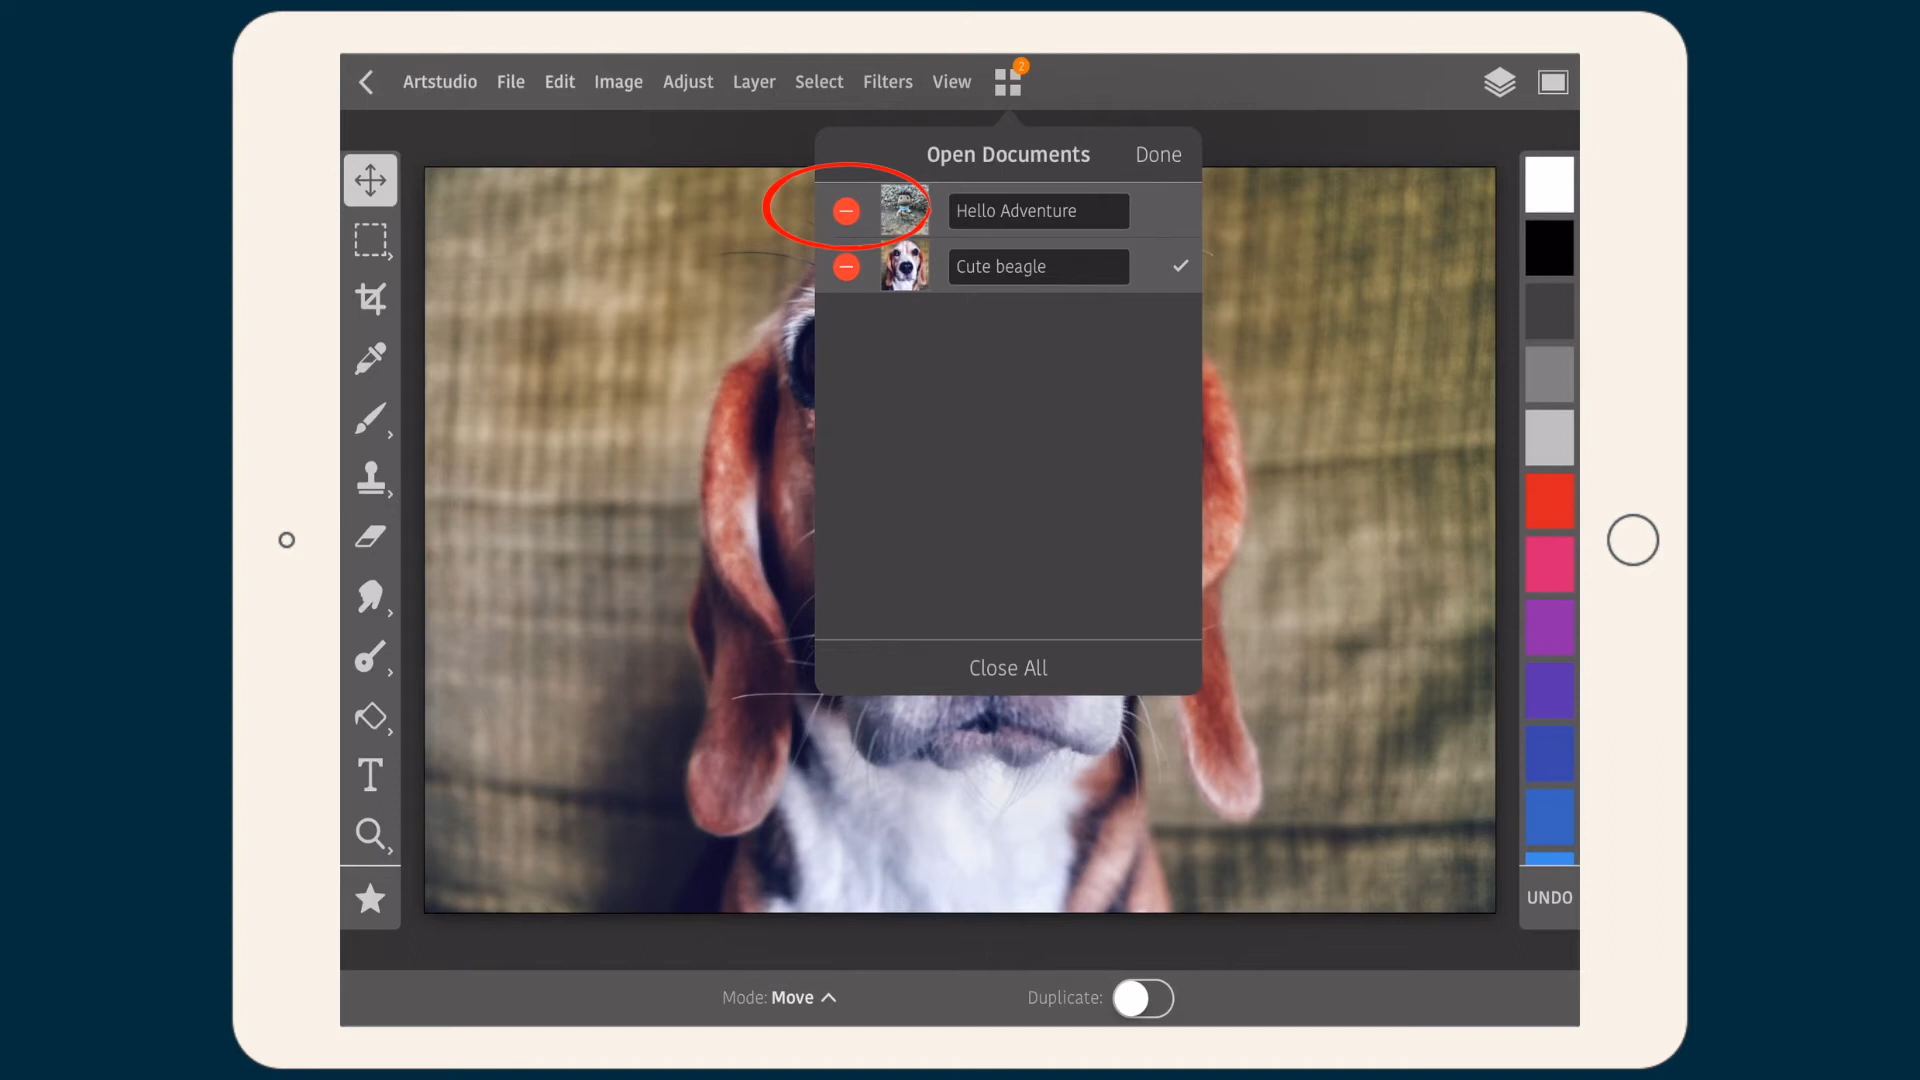 Artstudio File Edit Image Adjust Layer Select Filters View 2
Open Documents Done
Hello Adventure
Cute beagle
Close All
UNDO
Mode: Move Duplicate: